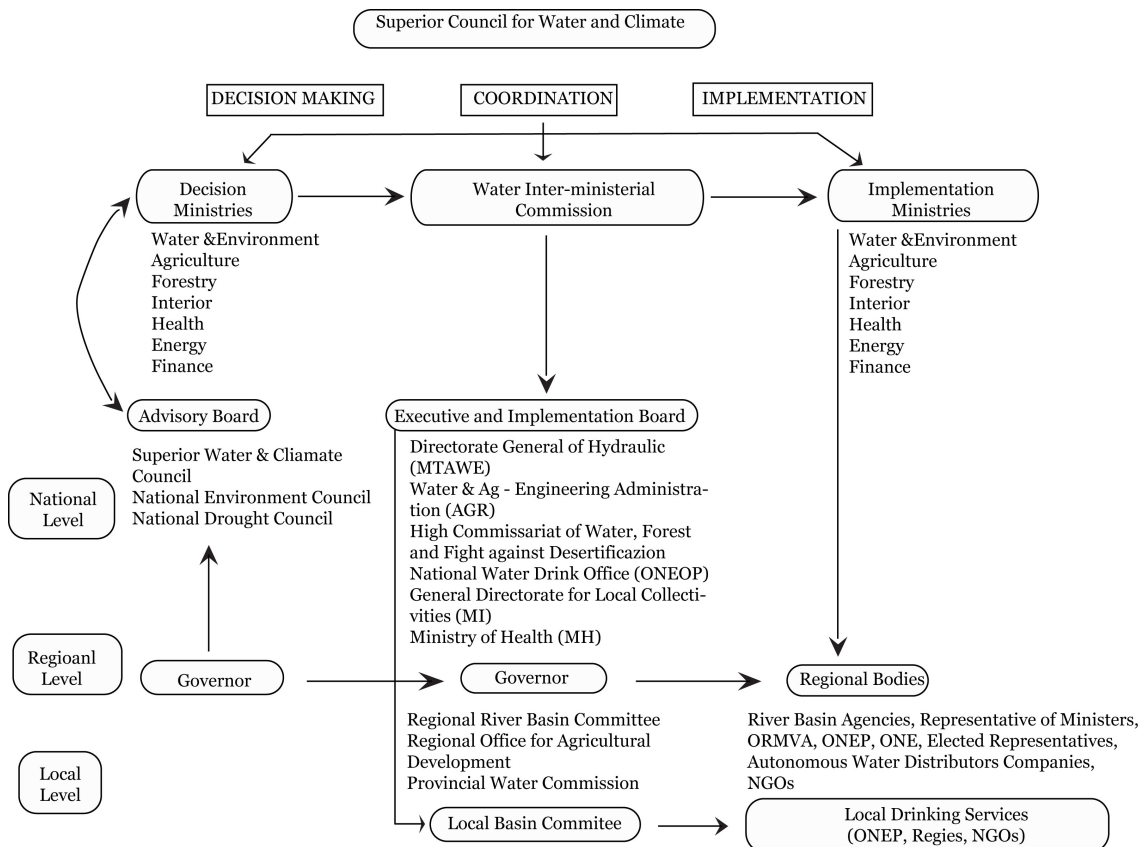 Superior Council for Water and Climate
DECISION MAKING
COORDINATION
IMPLEMENTATION
Decision
Ministries
Water Inter-ministerial
Commission
Implementation
Ministries
Water &Environment
Agriculture
Forestry
Interior
Health
Energy
Finance
Water &Environment
Agriculture
Forestry
Interior
Health
Energy
Finance
Advisory Board
Executive and Implementation Board
Superior Water & Cliamate
Council
National Environment Council
National Drought Council
Directorate General of Hydraulic
(MTAWE)
Water & Ag - Engineering Administra-
tion (AGR)
High Commissariat of Water, Forest
and Fight against Desertificazion
National Water Drink Office (ONEOP)
General Directorate for Local Collecti-
vities (MI)
Ministry of Health (MH)
National
Level
Regioanl
Level
Governor
Governor
Regional Bodies
Regional River Basin Committee
Regional Office for Agricultural
Development
Provincial Water Commission
River Basin Agencies, Representative of Ministers,
ORMVA, ONEP, ONE, Elected Representatives,
Autonomous Water Distributors Companies,
NGOs
Local
Level
Local Basin Commitee
Local Drinking Services
(ONEP, Regies, NGOs)